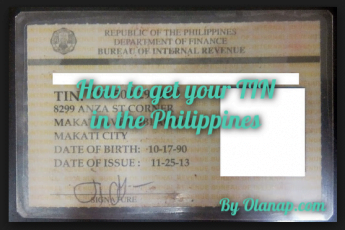 REPUBLIC OF THE PHILIPPINES
DEPARTMENT OF FINANCE
BUREAU OF INTERNAL REVENUE
How to get your TIN
in the Philippines
TIN
8299 ANZA ST CORNER
MAKA
MAKATI CITY
DATE OF BIRTH: 10-17-90
DATE OF ISSUE: 11-25-13
SIGNATURE
By Olanap.com